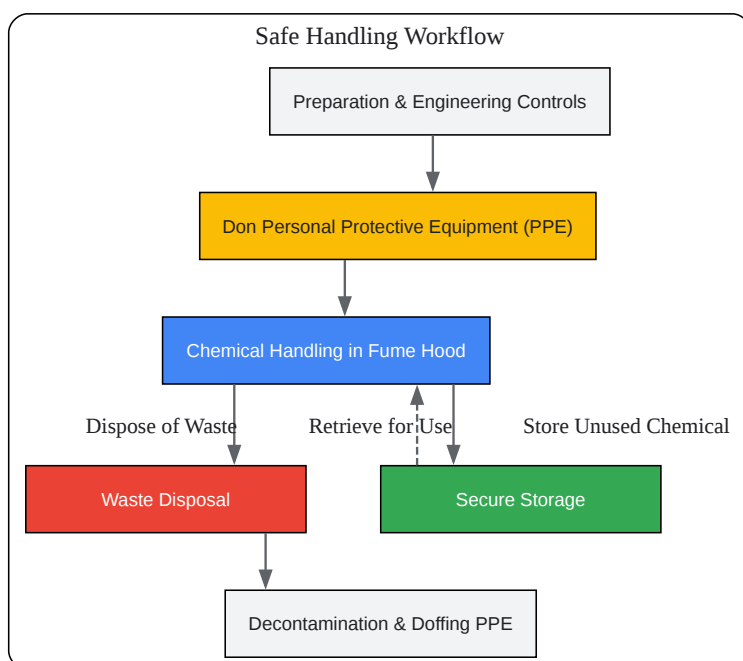 Safe Handling Workflow
Preparation & Engineering Controls
Don Personal Protective Equipment (PPE)
Chemical Handling in Fume Hood
Dispose of Waste
Retrieve for Use
Store Unused Chemical
Waste Disposal
Secure Storage
Decontamination & Doffing PPE